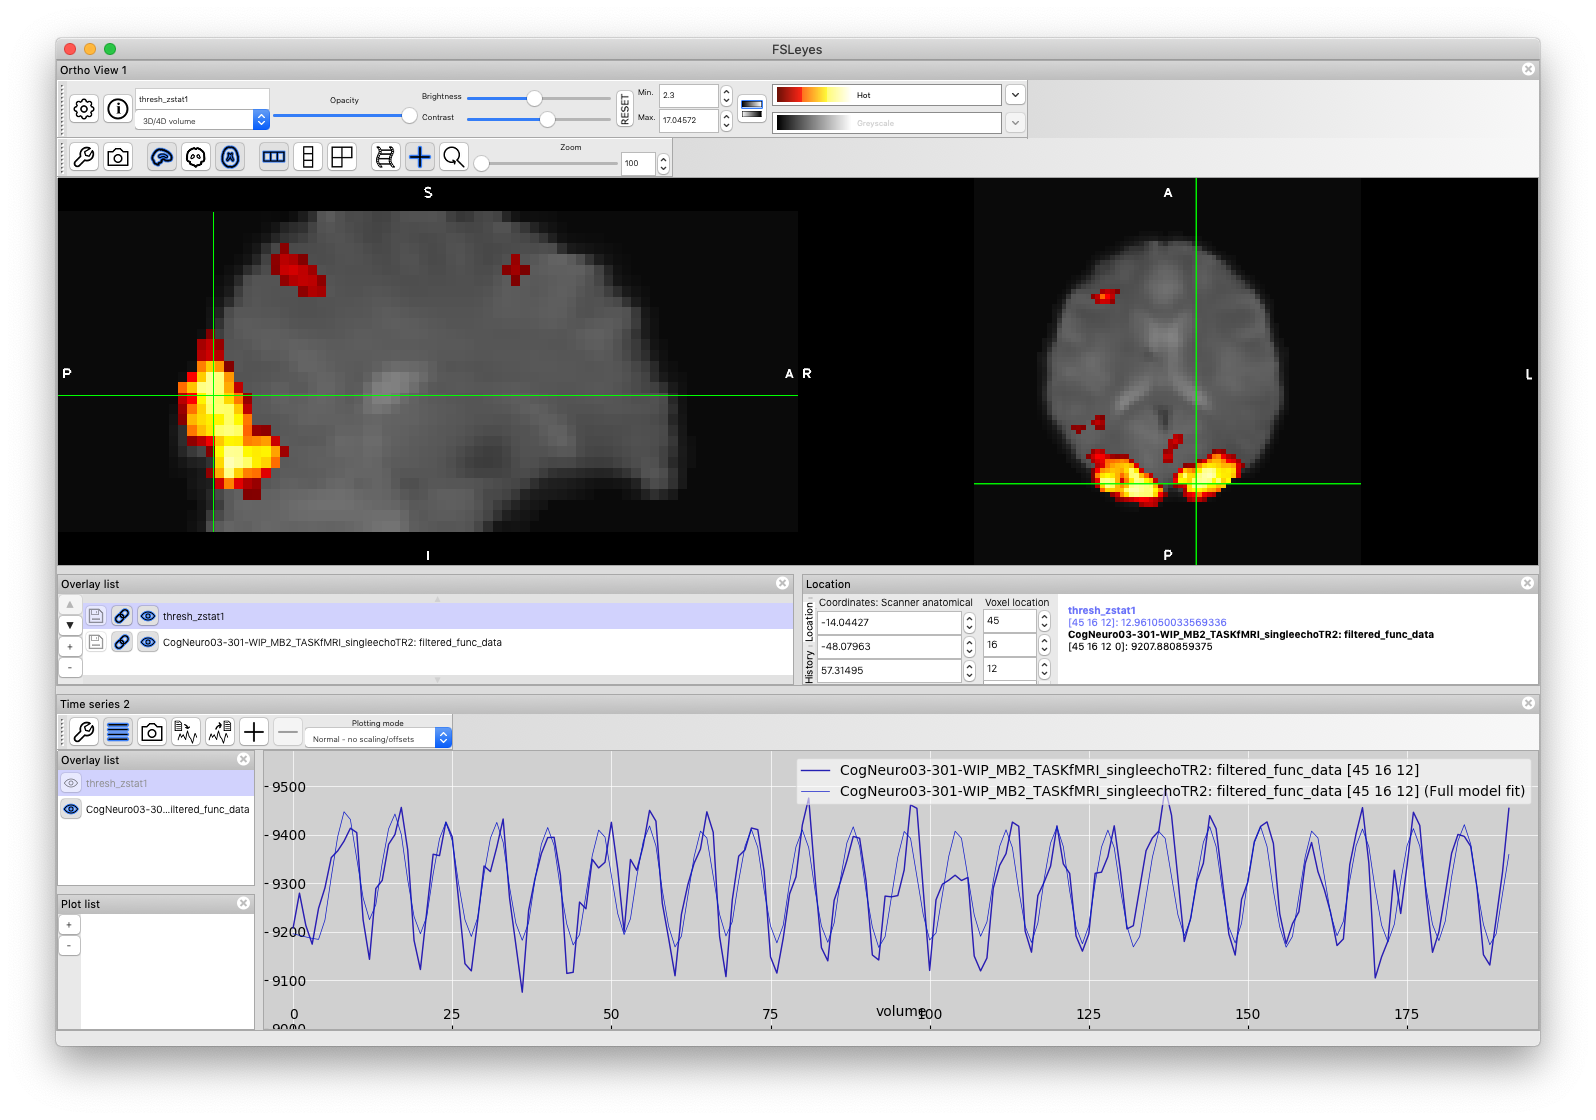 FSLeyes
Ortho View 1
thresh_zstat1
3D/4D volume
Opacity
Brightness
Contrast
RESET
Min.
2.3
Max.
17.04572
Hot
Greyscale
Zoom
100
S
P
A
I
A
R
L
P
Overlay list
thresh_zstat1
CogNeuro03-301-WIP_MB2_TASKfMRI_singleechoTR2: filtered_func_data
Location
Location
History
Coordinates: Scanner anatomical
Voxel location
-14.04427
45
-48.07963
16
57.31495
12
thresh_zstat1
[45 16 12]: 12.961050033569336
CogNeuro03-301-WIP_MB2_TASKfMRI_singleechoTR2: filtered_func_data
[45 16 12 0]: 9207.880859375
Time series 2
Plotting mode
Normal - no scaling/offsets
Overlay list
thresh_zstat1
CogNeuro03-30...iltered_func_data
Plot list
+
-
CogNeuro03-301-WIP_MB2_TASKfMRI_singleechoTR2: filtered_func_data [45 16 12]
CogNeuro03-301-WIP_MB2_TASKfMRI_singleechoTR2: filtered_func_data [45 16 12] (Full model fit)
9500
9400
9300
9200
9100
9000
0
25
50
75
100
125
150
175
volume